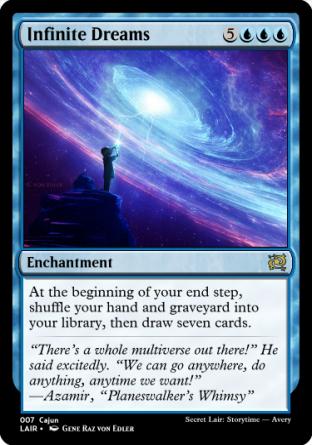 Infinite Dreams 5
© VON EDLER
Enchantment
At the beginning of your end step,
shuffle your hand and graveyard into
your library, then draw seven cards.
“There’s a whole multiverse out there!” He
said excitedly. “We can go anywhere, do
anything, anytime we want!”
—Azamir, “Planeswalker’s Whimsy”
007 Cajun Secret Lair: Storytime — Avery
LAIR • GENE RAZ VON EDLER